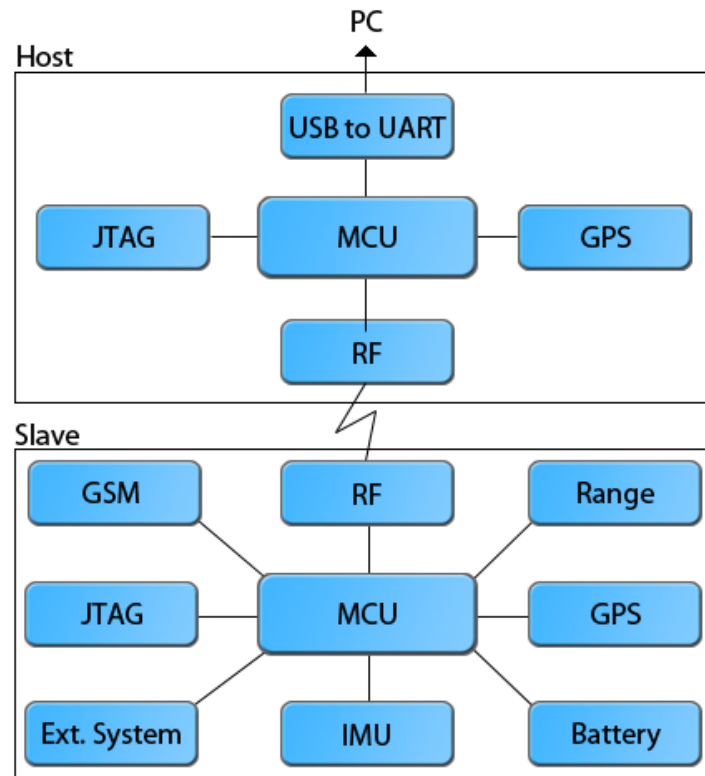 PC
Host
USB to UART
JTAG
MCU
GPS
RF
Slave
GSM
RF
Range
JTAG
MCU
GPS
Ext. System
IMU
Battery